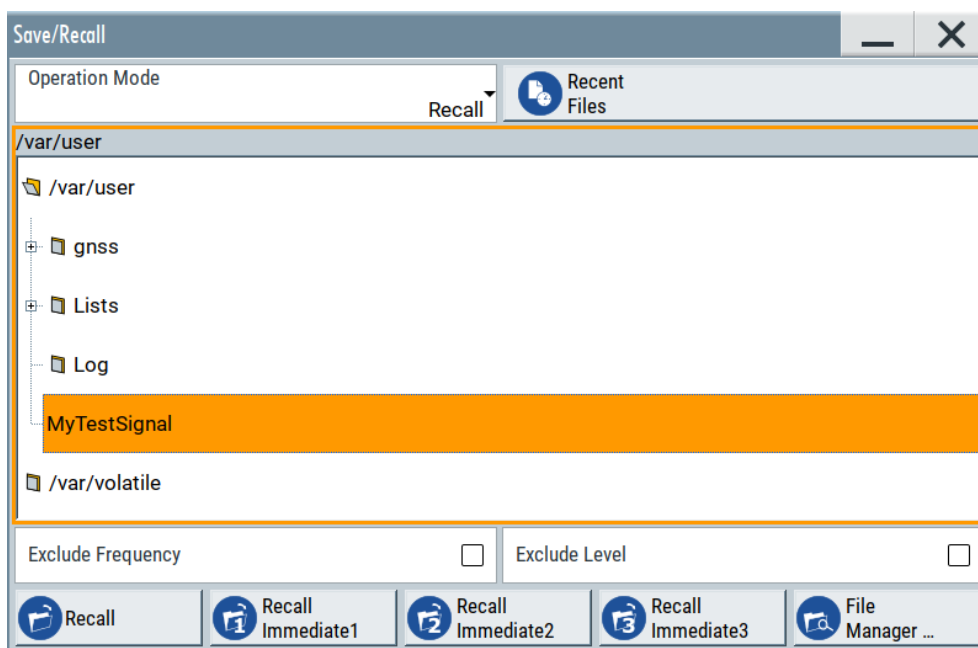 Save/Recall
Operation Mode
Recall
Recent
Files
/var/user
/var/user
gnss
Lists
Log
MyTestSignal
/var/volatile
Exclude Frequency
Exclude Level
Recall
Recall
Immediate1
Recall
Immediate2
Recall
Immediate3
File
Manager ...